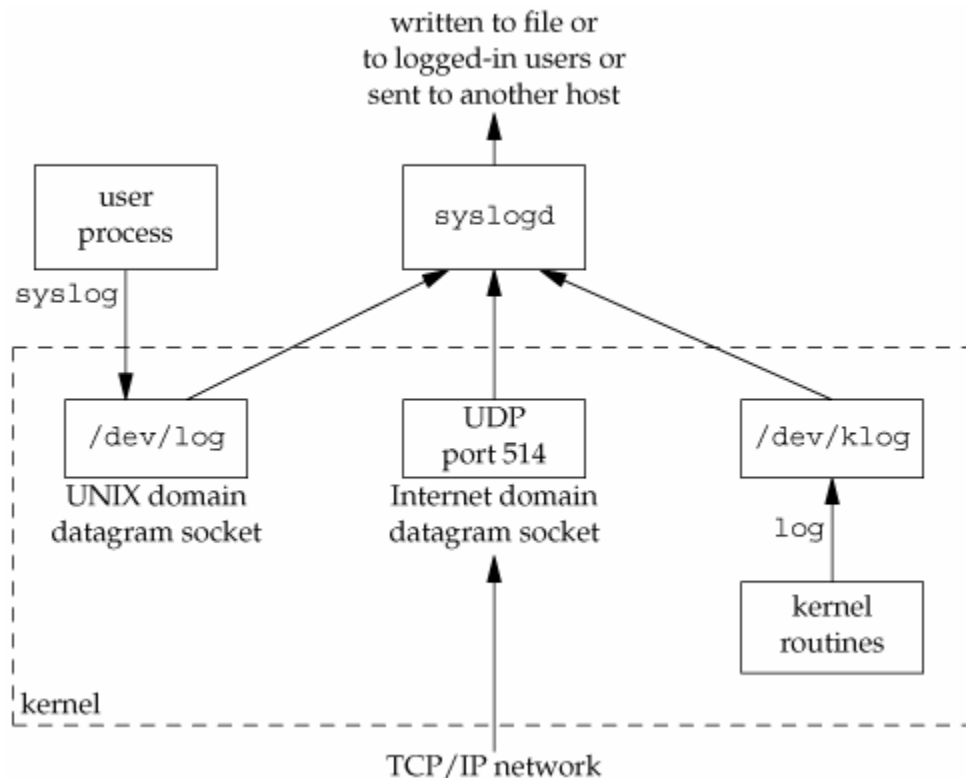 written to file or
to logged-in users or
sent to another host
user
process
syslogd
syslog
/dev/log
UDP
port 514
/dev/klog
UNIX domain
datagram socket
Internet domain
datagram socket
log
kernel
routines
kernel
TCP/IP network